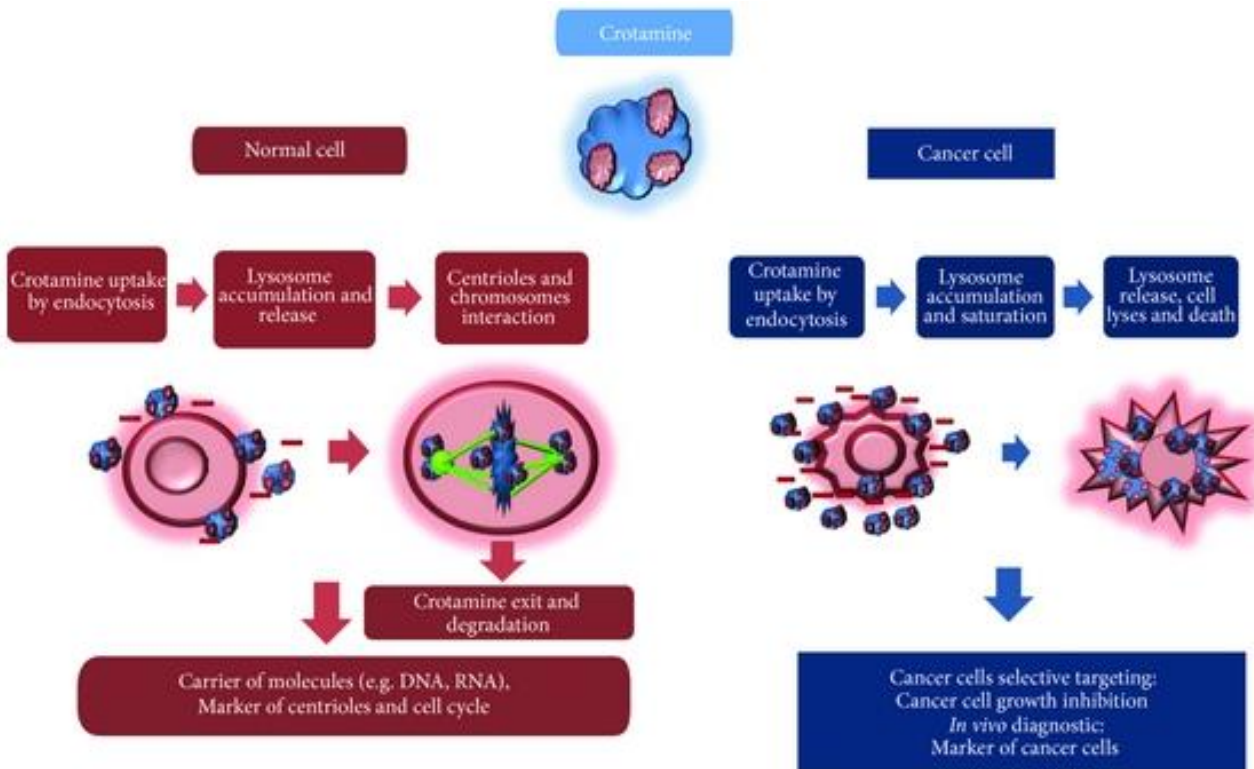 Crotamine
Normal cell
Cancer cell
Crotamine uptake
by endocytosis
Lysosome
accumulation and
release
Centrioles and
chromosomes
interaction
Crotamine
uptake by
endocytosis
Lysosome
accumulation
and saturation
Lysosome
release, cell
lyses and death
Crotamine exit and
degradation
Carrier of molecules (e.g. DNA, RNA),
Marker of centrioles and cell cycle
Cancer cells selective targeting:
Cancer cell growth inhibition
In vivo diagnostic:
Marker of cancer cells